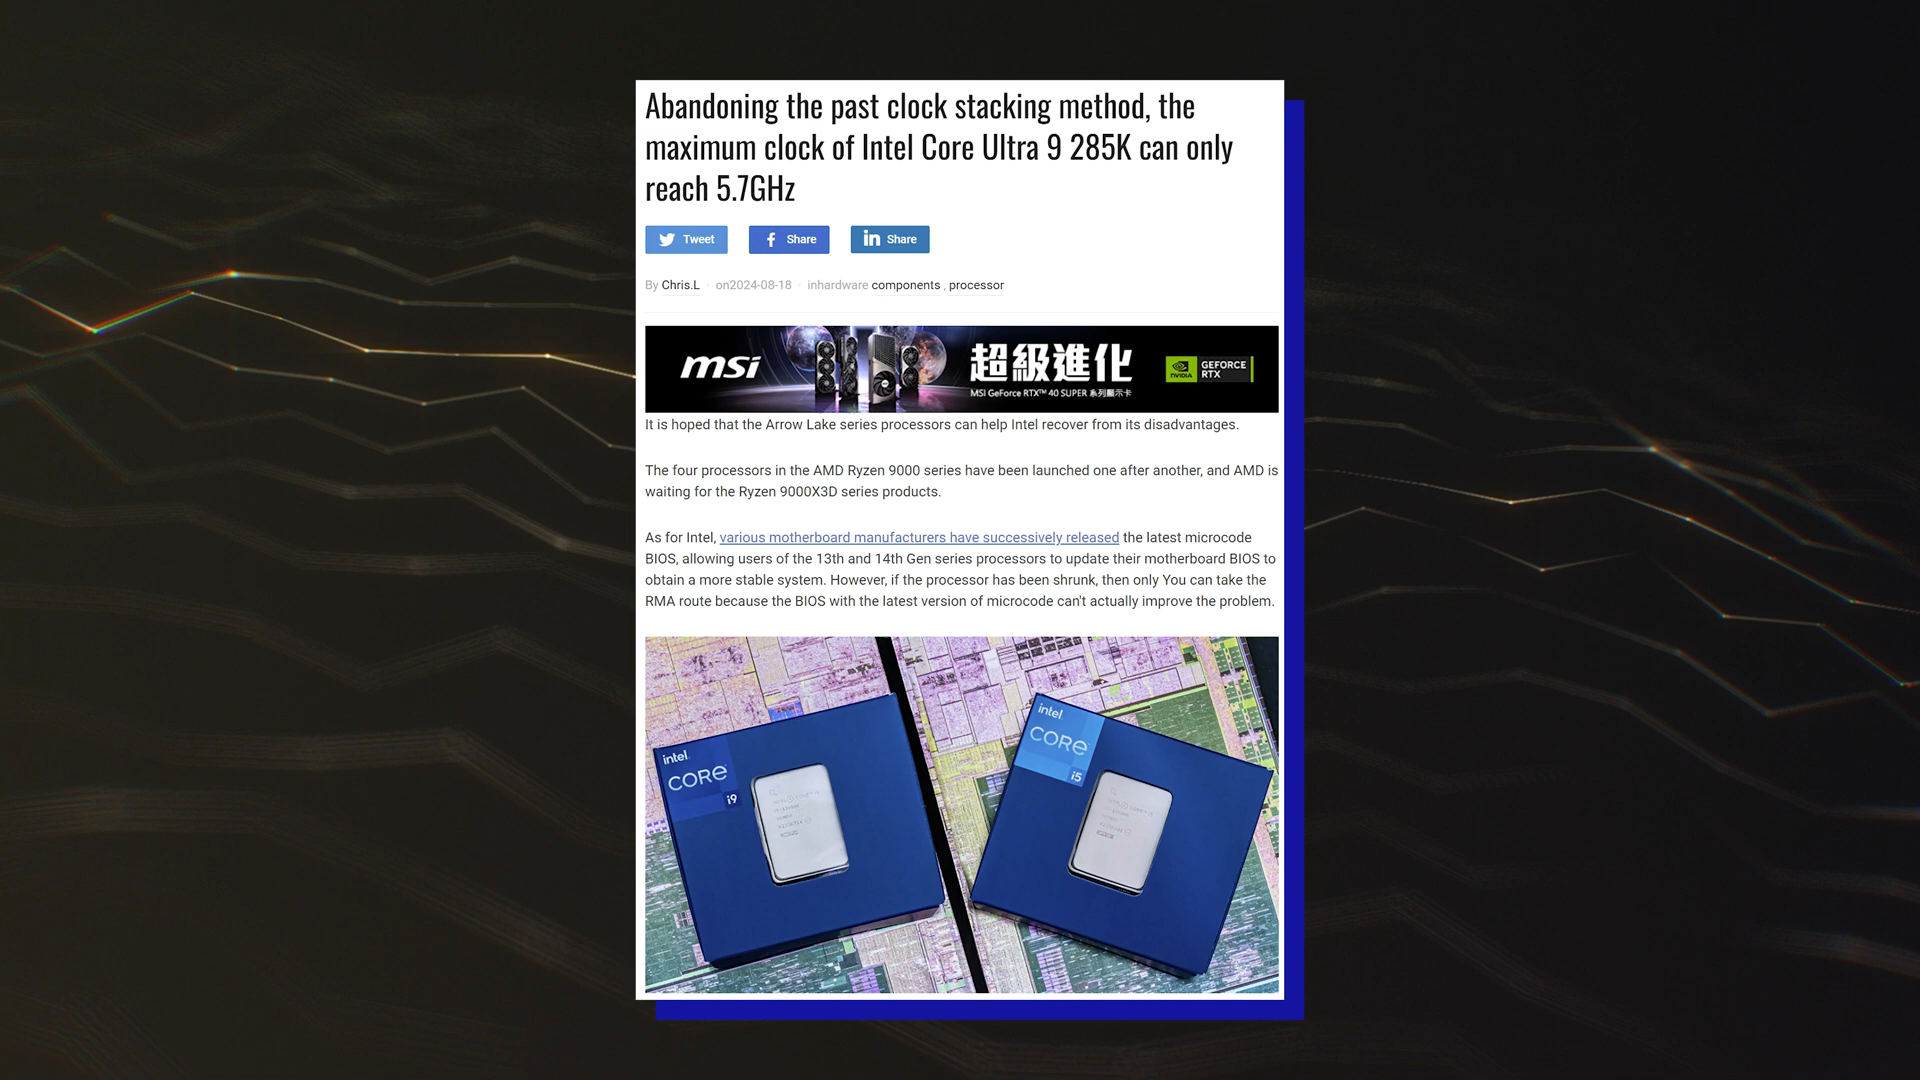 Abandoning the past clock stacking method, the
maximum clock of Intel Core Ultra 9 285K can only
reach 5.7GHz
Tweet
Share
Share
By Chris.L on2024-08-18 inhardware components , processor
msi
超級進化
MSI GeForce RTX™ 40 SUPER 系列顯示卡
NVIDIA
GEFORCE
RTX
It is hoped that the Arrow Lake series processors can help Intel recover from its disadvantages.
The four processors in the AMD Ryzen 9000 series have been launched one after another, and AMD is
waiting for the Ryzen 9000X3D series products.
As for Intel, various motherboard manufacturers have successively released the latest microcode
BIOS, allowing users of the 13th and 14th Gen series processors to update their motherboard BIOS to
obtain a more stable system. However, if the processor has been shrunk, then only You can take the
RMA route because the BIOS with the latest version of microcode can't actually improve the problem.
intel
CORE
i9
intel
CORE
i5